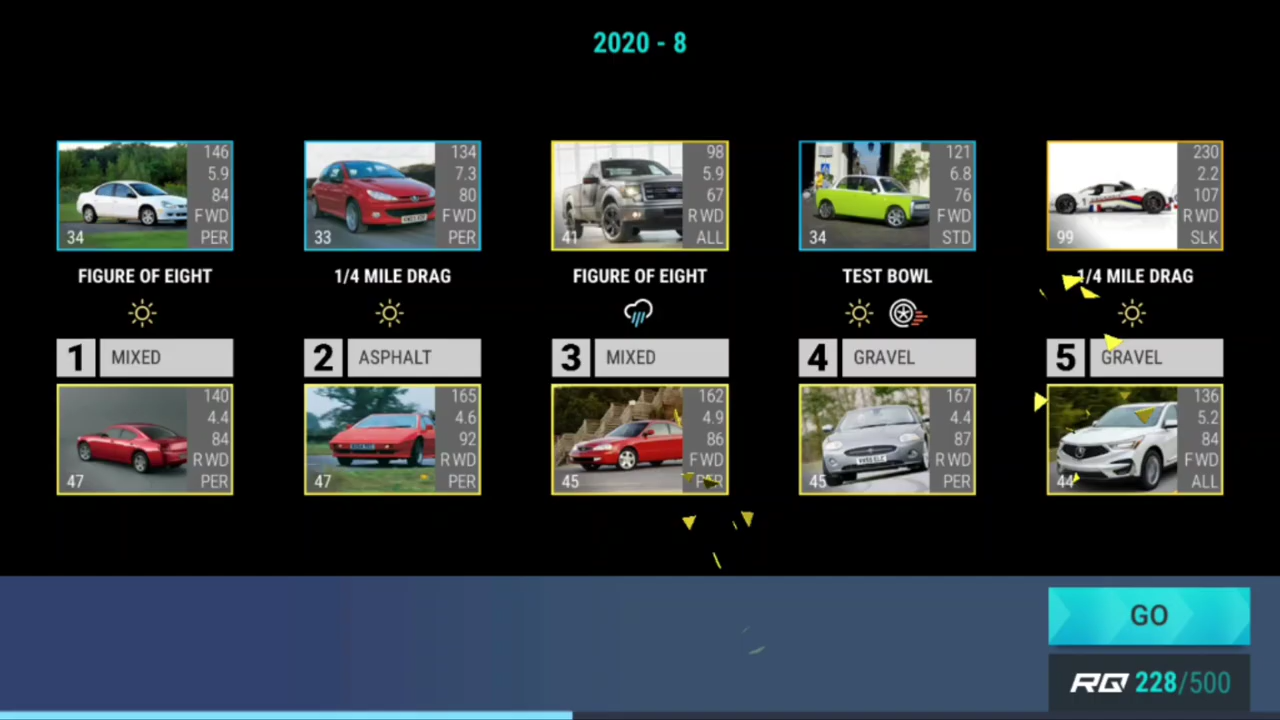 2020 - 8
146
5.9
84
FWD
34 PER
134
7.3
80
FWD
33 PER
98
5.9
67
RWD
41 ALL
121
6.8
76
FWD
34 STD
230
2.2
107
RWD
99 SLK
FIGURE OF EIGHT
1/4 MILE DRAG
FIGURE OF EIGHT
TEST BOWL
1/4 MILE DRAG
1 MIXED
2 ASPHALT
3 MIXED
4 GRAVEL
5 GRAVEL
140
4.4
84
RWD
47 PER
165
4.6
92
RWD
47 PER
162
4.9
86
FWD
45 PER
167
4.4
87
RWD
45 PER
136
5.2
84
FWD
44 ALL
GO
RQ 228/500